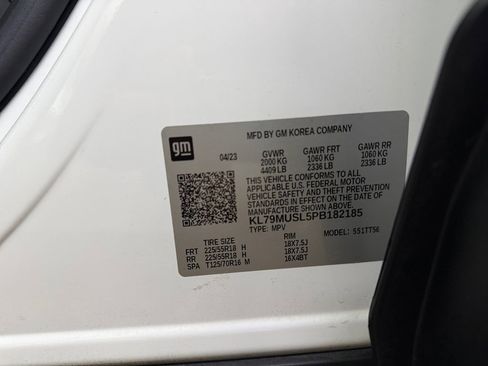 gm
MFD BY GM KOREA COMPANY
04/23 GVWR GAWR FRT GAWR RR
2000 KG 1060 KG 1060 KG
4409 LB 2336 LB 2336 LB
THIS VEHICLE CONFORMS TO ALL
APPLICABLE U.S. FEDERAL MOTOR
VEHICLE SAFETY AND THEFT PREVENTION
STANDARDS IN EFFECT ON THE DATE OF
MANUFACTURE SHOWN ABOVE.
KL79MUSL5PB182185
TYPE: MPV MODEL: 551TT56
TIRE SIZE RIM
FRT 225/55R18 H 18X7.5J
RR 225/55R18 H 18X7.5J
SPA T125/70R16 M 16X4BT